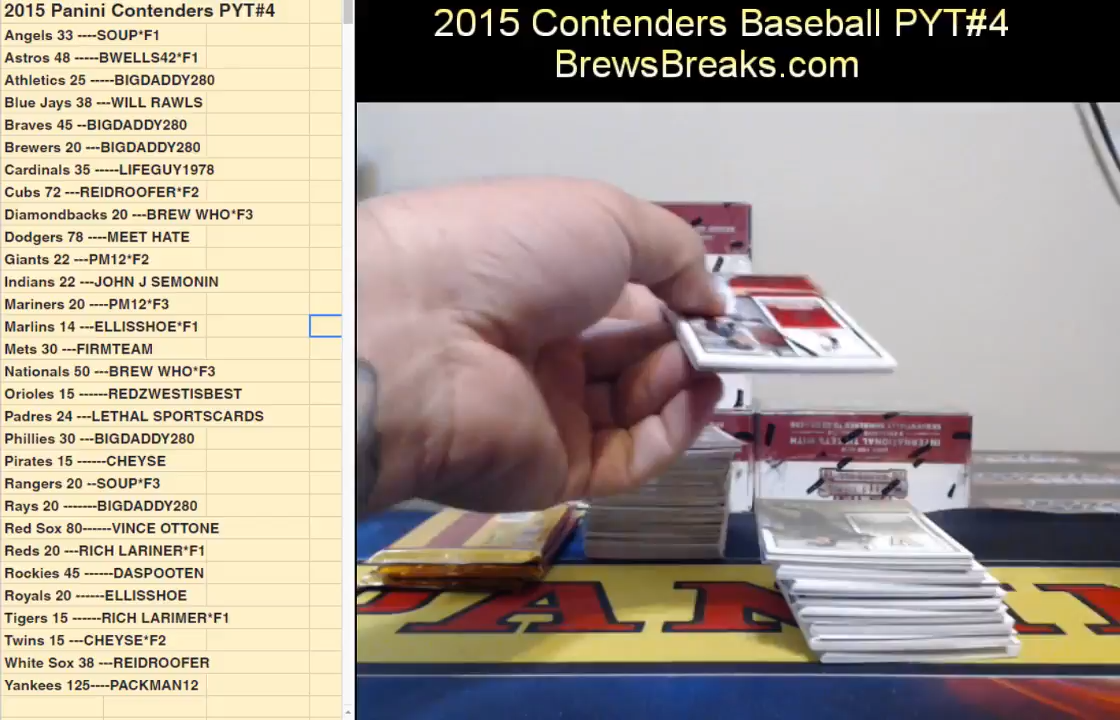 2015 Panini Contenders PYT#4
Angels 33 ----SOUP*F1
Astros 48 -----BWELLS42*F1
Athletics 25 -----BIGDADDY280
Blue Jays 38 ---WILL RAWLS
Braves 45 --BIGDADDY280
Brewers 20 ---BIGDADDY280
Cardinals 35 -----LIFEGUY1978
Cubs 72 ---REIDROOFER*F2
Diamondbacks 20 ---BREW WHO*F3
Dodgers 78 ----MEET HATE
Giants 22 ---PM12*F2
Indians 22 ---JOHN J SEMONIN
Mariners 20 ----PM12*F3
Marlins 14 ---ELLISSHOE*F1
Mets 30 ---FIRMTEAM
Nationals 50 ---BREW WHO*F3
Orioles 15 ------REDZWESTISBEST
Padres 24 ---LETHAL SPORTSCARDS
Phillies 30 ---BIGDADDY280
Pirates 15 ------CHEYSE
Rangers 20 --SOUP*F3
Rays 20 -------BIGDADDY280
Red Sox 80------VINCE OTTONE
Reds 20 ---RICH LARINER*F1
Rockies 45 ------DASPOOTEN
Royals 20 ------ELLISSHOE
Tigers 15 ------RICH LARIMER*F1
Twins 15 ---CHEYSE*F2
White Sox 38 ---REIDROOFER
Yankees 125----PACKMAN12
2015 Contenders Baseball PYT#4
BrewsBreaks.com
INTERNATIONAL TICKETS WITH
PANINI